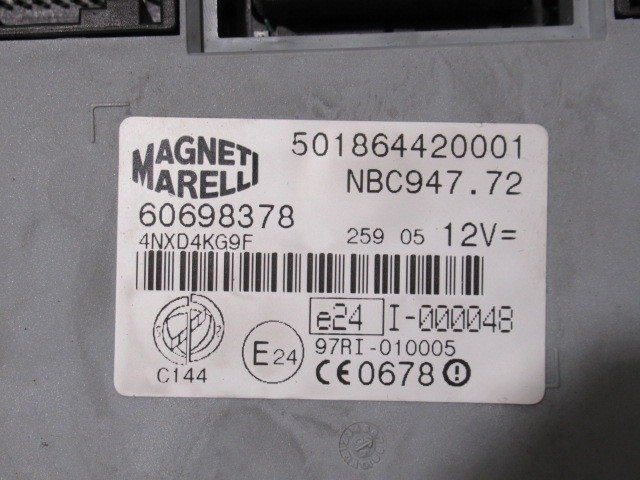 MAGNETI
MARELLI
501864420001
NBC947.72
60698378
4NXD4KG9F
259 05 12V=
e24 I-000048
E24
97RI-010005
C144
CE0678